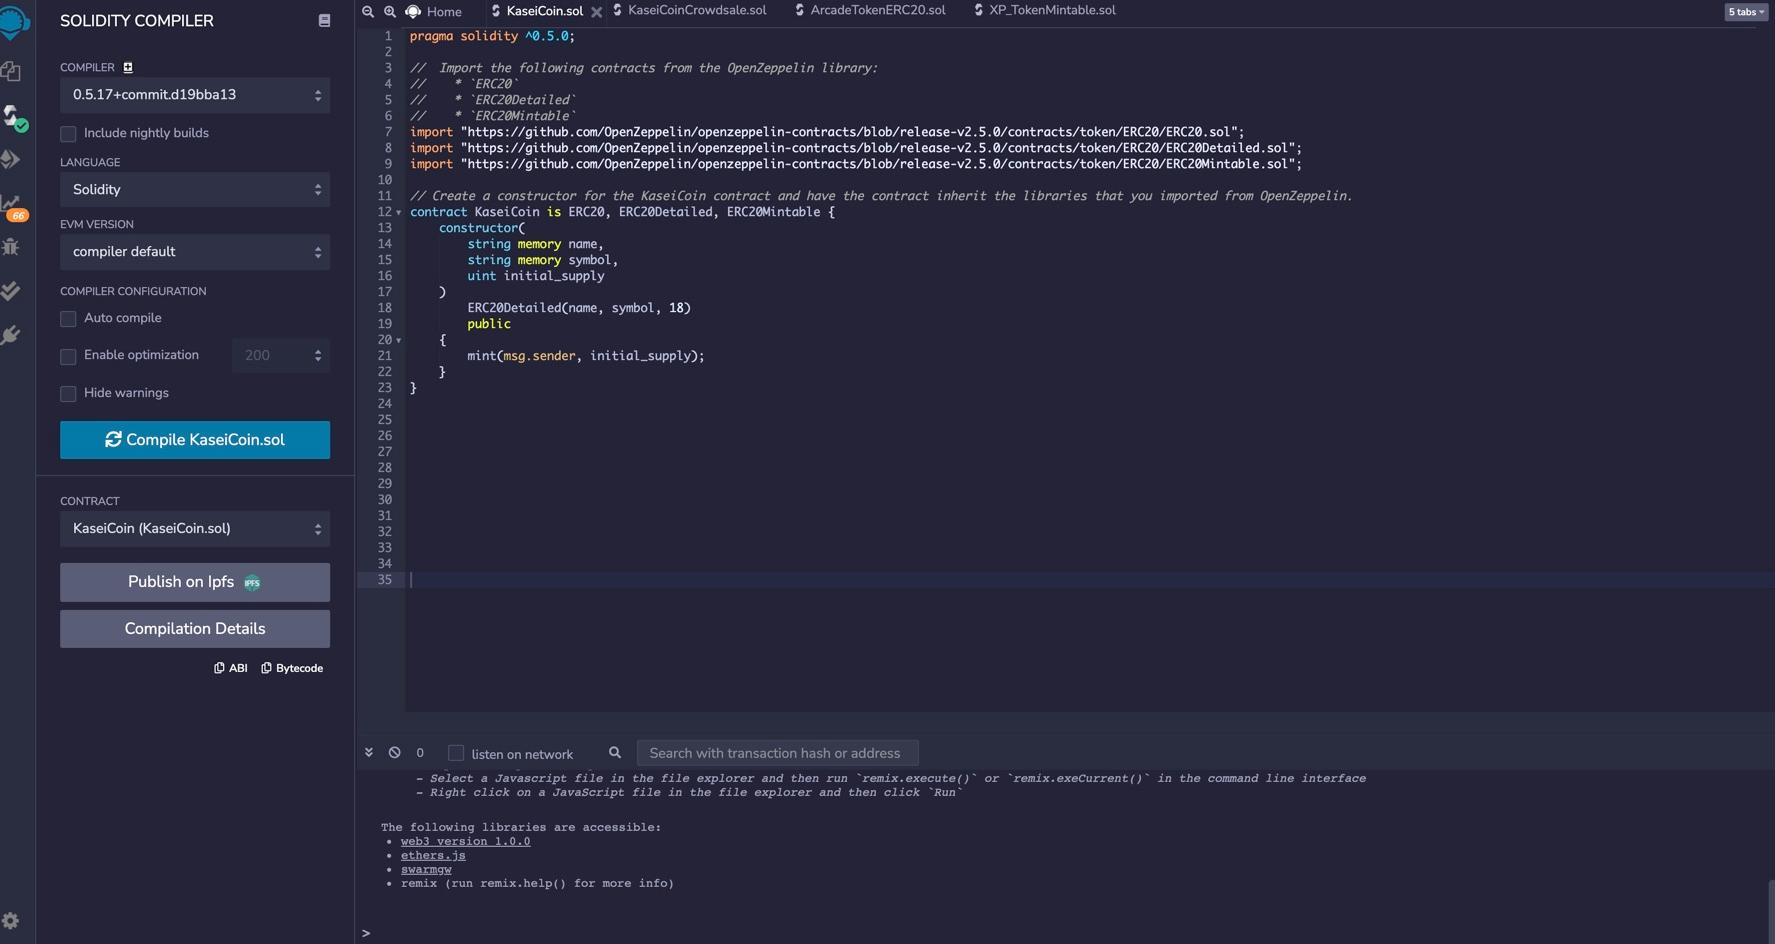 SOLIDITY COMPILER
COMPILER
0.5.17+commit.d19bba13
Include nightly builds
LANGUAGE
Solidity
EVM VERSION
compiler default
COMPILER CONFIGURATION
Auto compile
Enable optimization 200
Hide warnings
Compile KaseiCoin.sol
CONTRACT
KaseiCoin (KaseiCoin.sol)
Publish on Ipfs IPFS
Compilation Details
ABI Bytecode
66
Home KaseiCoin.sol KaseiCoinCrowdsale.sol ArcadeTokenERC20.sol XP_TokenMintable.sol 5 tabs
1 pragma solidity ^0.5.0;
2
3 //  Import the following contracts from the OpenZeppelin library:
4 //    * `ERC20`
5 //    * `ERC20Detailed`
6 //    * `ERC20Mintable`
7 import "https://github.com/OpenZeppelin/openzeppelin-contracts/blob/release-v2.5.0/contracts/token/ERC20/ERC20.sol";
8 import "https://github.com/OpenZeppelin/openzeppelin-contracts/blob/release-v2.5.0/contracts/token/ERC20/ERC20Detailed.sol";
9 import "https://github.com/OpenZeppelin/openzeppelin-contracts/blob/release-v2.5.0/contracts/token/ERC20/ERC20Mintable.sol";
10
11 // Create a constructor for the KaseiCoin contract and have the contract inherit the libraries that you imported from OpenZeppelin.
12 contract KaseiCoin is ERC20, ERC20Detailed, ERC20Mintable {
13     constructor(
14         string memory name,
15         string memory symbol,
16         uint initial_supply
17     )
18         ERC20Detailed(name, symbol, 18)
19         public
20     {
21         mint(msg.sender, initial_supply);
22     }
23 }
24
25
26
27
28
29
30
31
32
33
34
35
0 listen on network Search with transaction hash or address
- Select a Javascript file in the file explorer and then run `remix.execute()` or `remix.exeCurrent()` in the command line interface
- Right click on a JavaScript file in the file explorer and then click `Run`
The following libraries are accessible:
• web3 version 1.0.0
• ethers.js
• swarmgw
• remix (run remix.help() for more info)
>